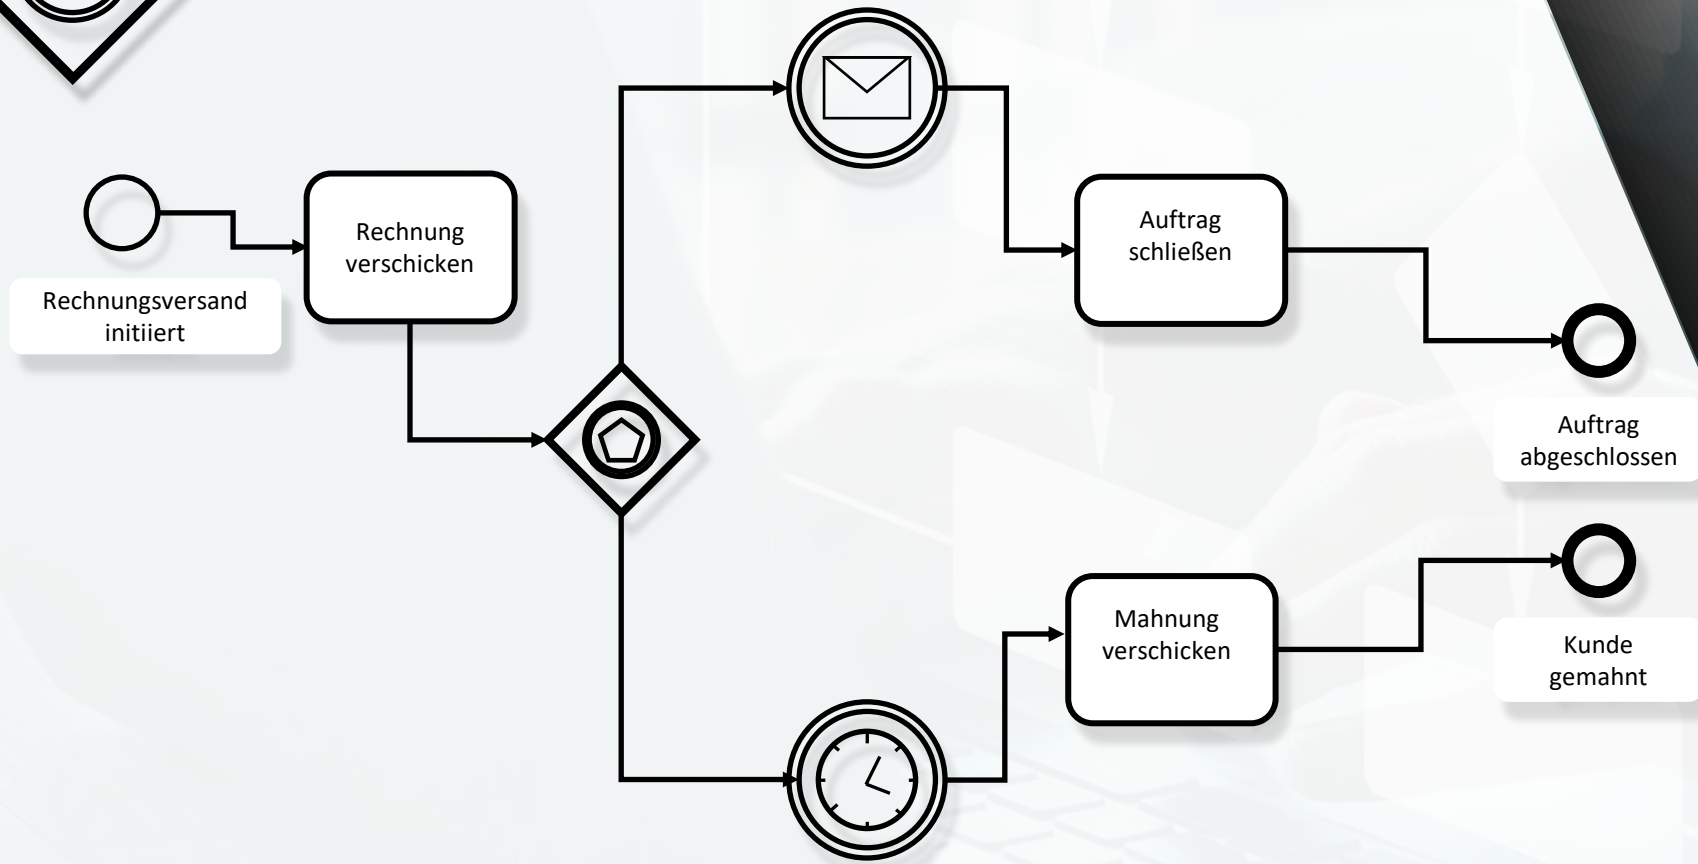 Rechnungsversand
initiiert
Rechnung
verschicken
Auftrag
schließen
Auftrag
abgeschlossen
Mahnung
verschicken
Kunde
gemahnt